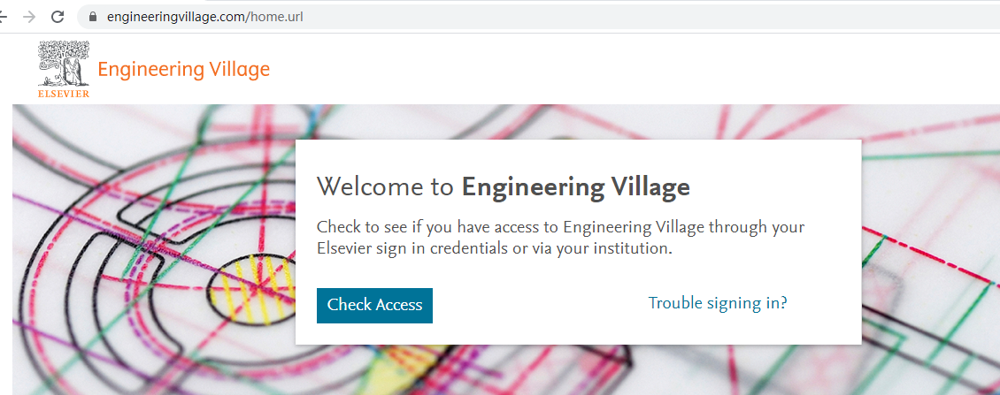 engineeringvillage.com/home.url
ELSEVIER
Engineering Village
Welcome to Engineering Village
Check to see if you have access to Engineering Village through your
Elsevier sign in credentials or via your institution.
Check Access
Trouble signing in?